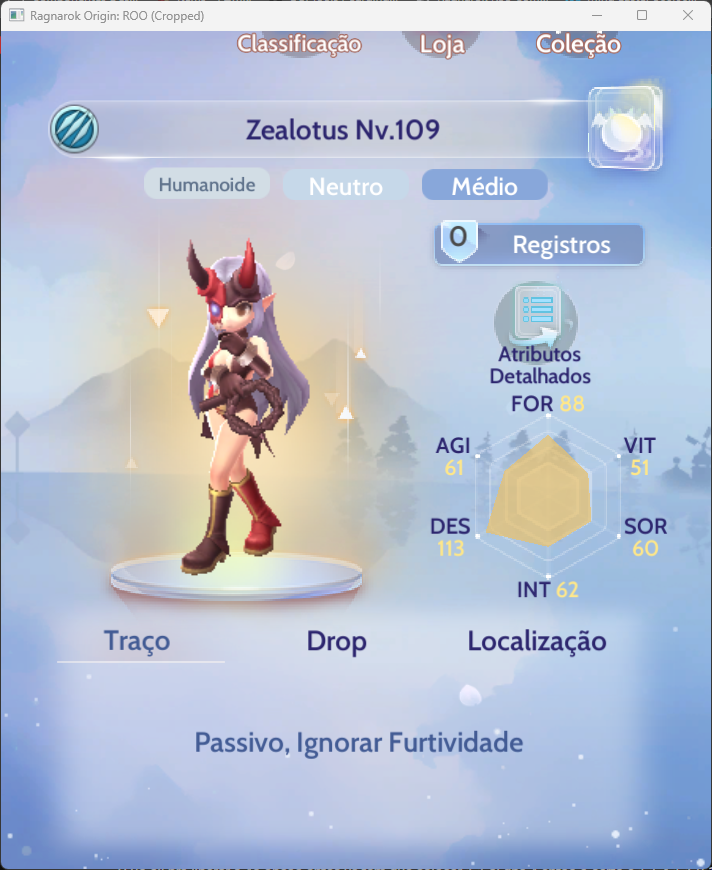 Ragnarok Origin: ROO (Cropped)
Classificação
Loja
Coleção
Zealotus Nv.109
Humanoide
Neutro
Médio
0
Registros
Atributos
Detalhados
FOR 88
AGI
61
VIT
51
DES
113
SOR
60
INT 62
Traço
Drop
Localização
Passivo, Ignorar Furtividade